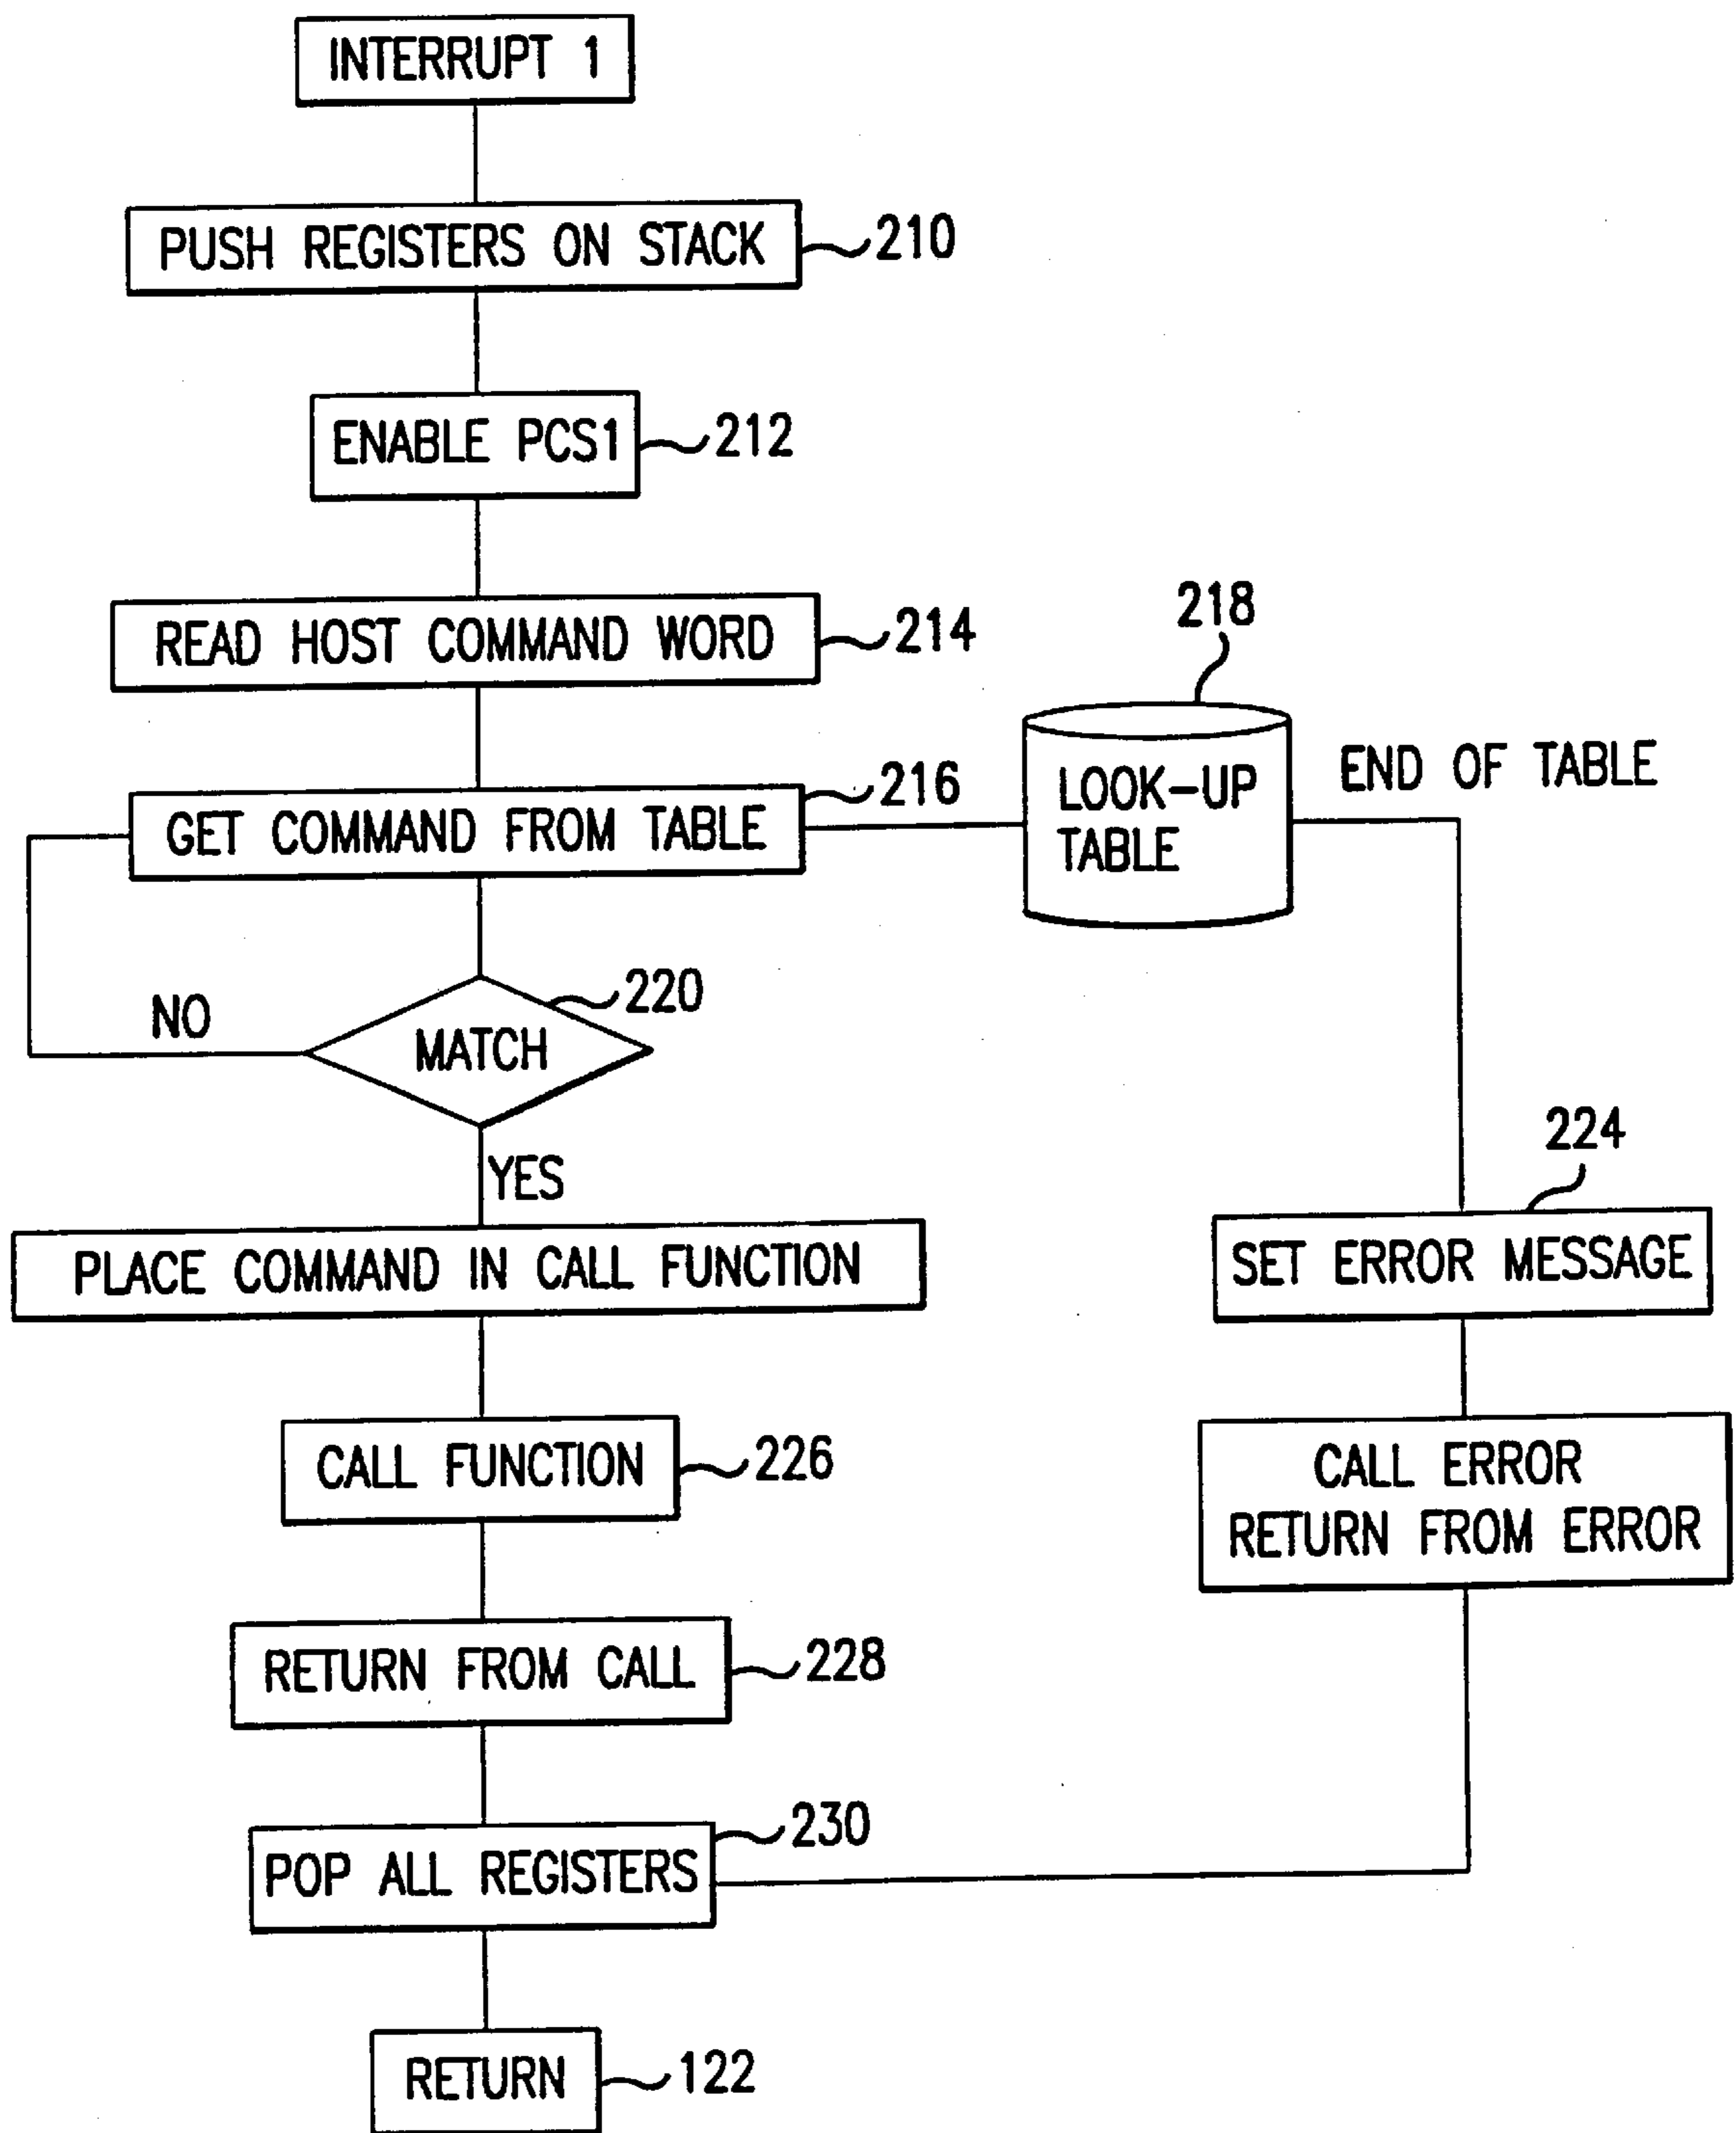 INTERRUPT 1
PUSH REGISTERS ON STACK
210
ENABLE PCS1
212
READ HOST COMMAND WORD
214
218
GET COMMAND FROM TABLE
216
LOOK-UP
TABLE
END OF TABLE
220
NO
MATCH
YES
224
PLACE COMMAND IN CALL FUNCTION
SET ERROR MESSAGE
CALL FUNCTION
226
CALL ERROR
RETURN FROM ERROR
RETURN FROM CALL
228
230
POP ALL REGISTERS
RETURN
122